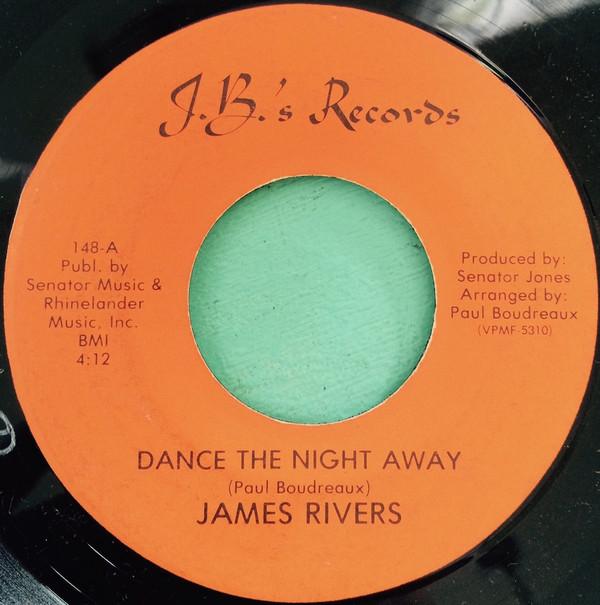 J.B.'s Records
148-A
Publ. by
Senator Music &
Rhinelander
Music, Inc.
BMI
4:12
Produced by:
Senator Jones
Arranged by:
Paul Boudreaux
(VPMF-5310)
DANCE THE NIGHT AWAY
(Paul Boudreaux)
JAMES RIVERS